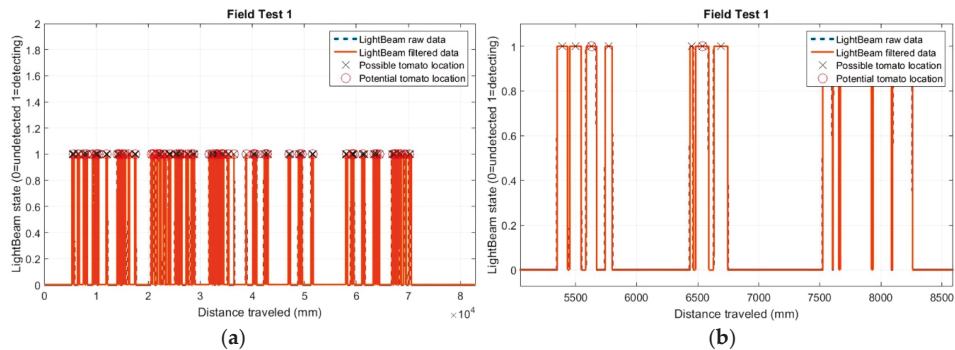 Field Test 1
2
1.8
1.6
1.4
1.2
1
0.8
0.6
0.4
0.2
0
LightBeam state (0=undetected 1=detecting)
LightBeam raw data
LightBeam filtered data
Possible tomato location
Potential tomato location
0 1 2 3 4 5 6 7 8
Distance traveled (mm)
×10⁴
(a)
Field Test 1
1
0.8
0.6
0.4
0.2
0
LightBeam state (0=undetected 1=detecting)
LightBeam raw data
LightBeam filtered data
Possible tomato location
Potential tomato location
5500 6000 6500 7000 7500 8000 8500
Distance traveled (mm)
(b)